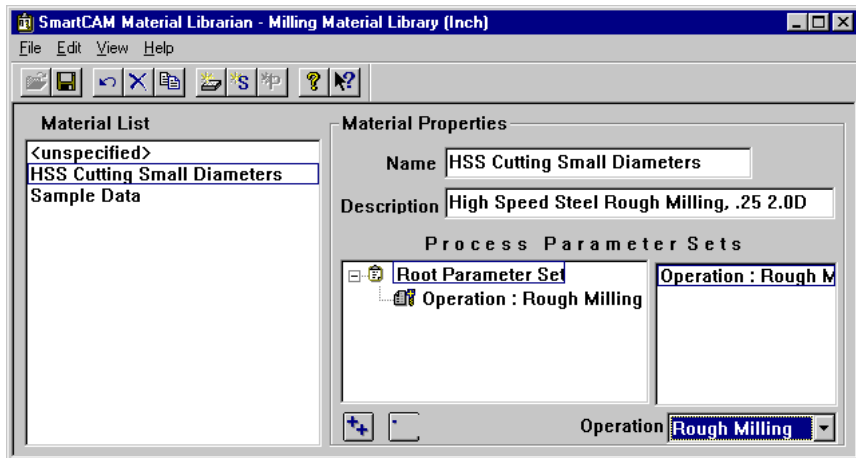 SmartCAM Material Librarian - Milling Material Library (Inch)
File Edit View Help
Material List
<unspecified>
HSS Cutting Small Diameters
Sample Data
Material Properties
Name HSS Cutting Small Diameters
Description High Speed Steel Rough Milling, .25 2.0D
Process Parameter Sets
Root Parameter Set
Operation : Rough Milling
Operation : Rough M
Operation Rough Milling